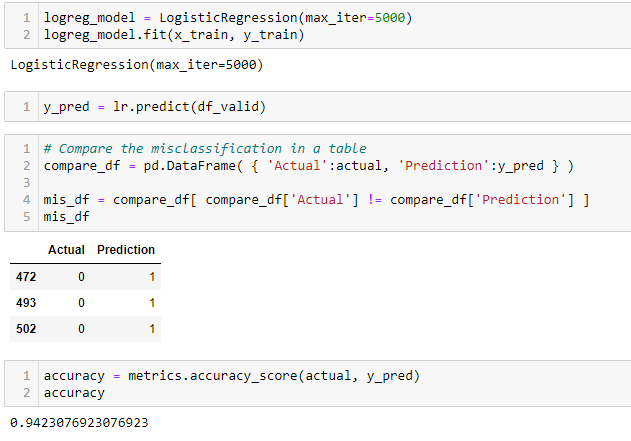 1 logreg_model = LogisticRegression(max_iter=5000)
2 logreg_model.fit(x_train, y_train)
LogisticRegression(max_iter=5000)
1 y_pred = lr.predict(df_valid)
1 # Compare the misclassification in a table
2 compare_df = pd.DataFrame( { 'Actual':actual, 'Prediction':y_pred } )
3
4 mis_df = compare_df[ compare_df['Actual'] != compare_df['Prediction'] ]
5 mis_df
Actual Prediction
472 0 1
493 0 1
502 0 1
1 accuracy = metrics.accuracy_score(actual, y_pred)
2 accuracy
0.9423076923076923